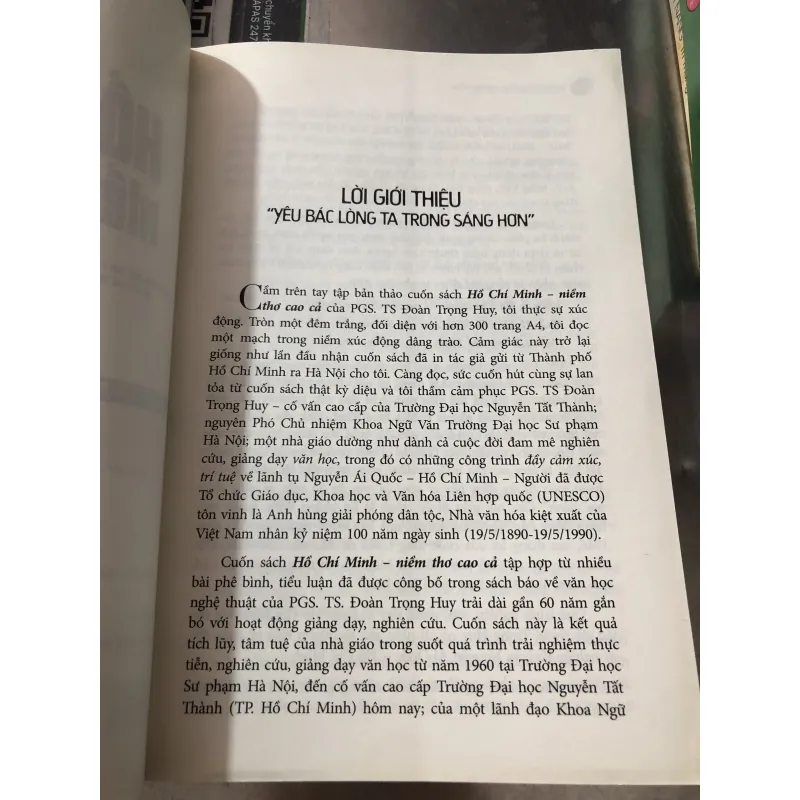 chuyển kh
APAS 247
LỜI GIỚI THIỆU
“YÊU BÁC LÒNG TA TRONG SÁNG HƠN”
Cầm trên tay tập bản thảo cuốn sách Hồ Chí Minh – niềm
thơ cao cả của PGS. TS Đoàn Trọng Huy, tôi thực sự xúc
động. Tròn một đêm trắng, đối diện với hơn 300 trang A4, tôi đọc
một mạch trong niềm xúc động dâng trào. Cảm giác này trở lại
giống như lần đầu nhận cuốn sách đã in tác giả gửi từ Thành phố
Hồ Chí Minh ra Hà Nội cho tôi. Càng đọc, sức cuốn hút cùng sự lan
tỏa từ cuốn sách thật kỳ diệu và tôi thầm cảm phục PGS. TS Đoàn
Trọng Huy – cố vấn cao cấp của Trường Đại học Nguyễn Tất Thành;
nguyên Phó Chủ nhiệm Khoa Ngữ Văn Trường Đại học Sư phạm
Hà Nội; một nhà giáo dường như dành cả cuộc đời đam mê nghiên
cứu, giảng dạy văn học, trong đó có những công trình đầy cảm xúc,
trí tuệ về lãnh tụ Nguyễn Ái Quốc – Hồ Chí Minh – Người đã được
Tổ chức Giáo dục, Khoa học và Văn hóa Liên hợp quốc (UNESCO)
tôn vinh là Anh hùng giải phóng dân tộc, Nhà văn hóa kiệt xuất của
Việt Nam nhân kỷ niệm 100 năm ngày sinh (19/5/1890-19/5/1990).
Cuốn sách Hồ Chí Minh – niềm thơ cao cả tập hợp từ nhiều
bài phê bình, tiểu luận đã được công bố trong sách báo về văn học
nghệ thuật của PGS. TS. Đoàn Trọng Huy trải dài gần 60 năm gắn
bó với hoạt động giảng dạy, nghiên cứu. Cuốn sách này là kết quả
tích lũy, tâm tuệ của nhà giáo trong suốt quá trình trải nghiệm thực
tiễn, nghiên cứu, giảng dạy văn học từ năm 1960 tại Trường Đại học
Sư phạm Hà Nội, đến cố vấn cao cấp Trường Đại học Nguyễn Tất
Thành (TP. Hồ Chí Minh) hôm nay; của một lãnh đạo Khoa Ngữ